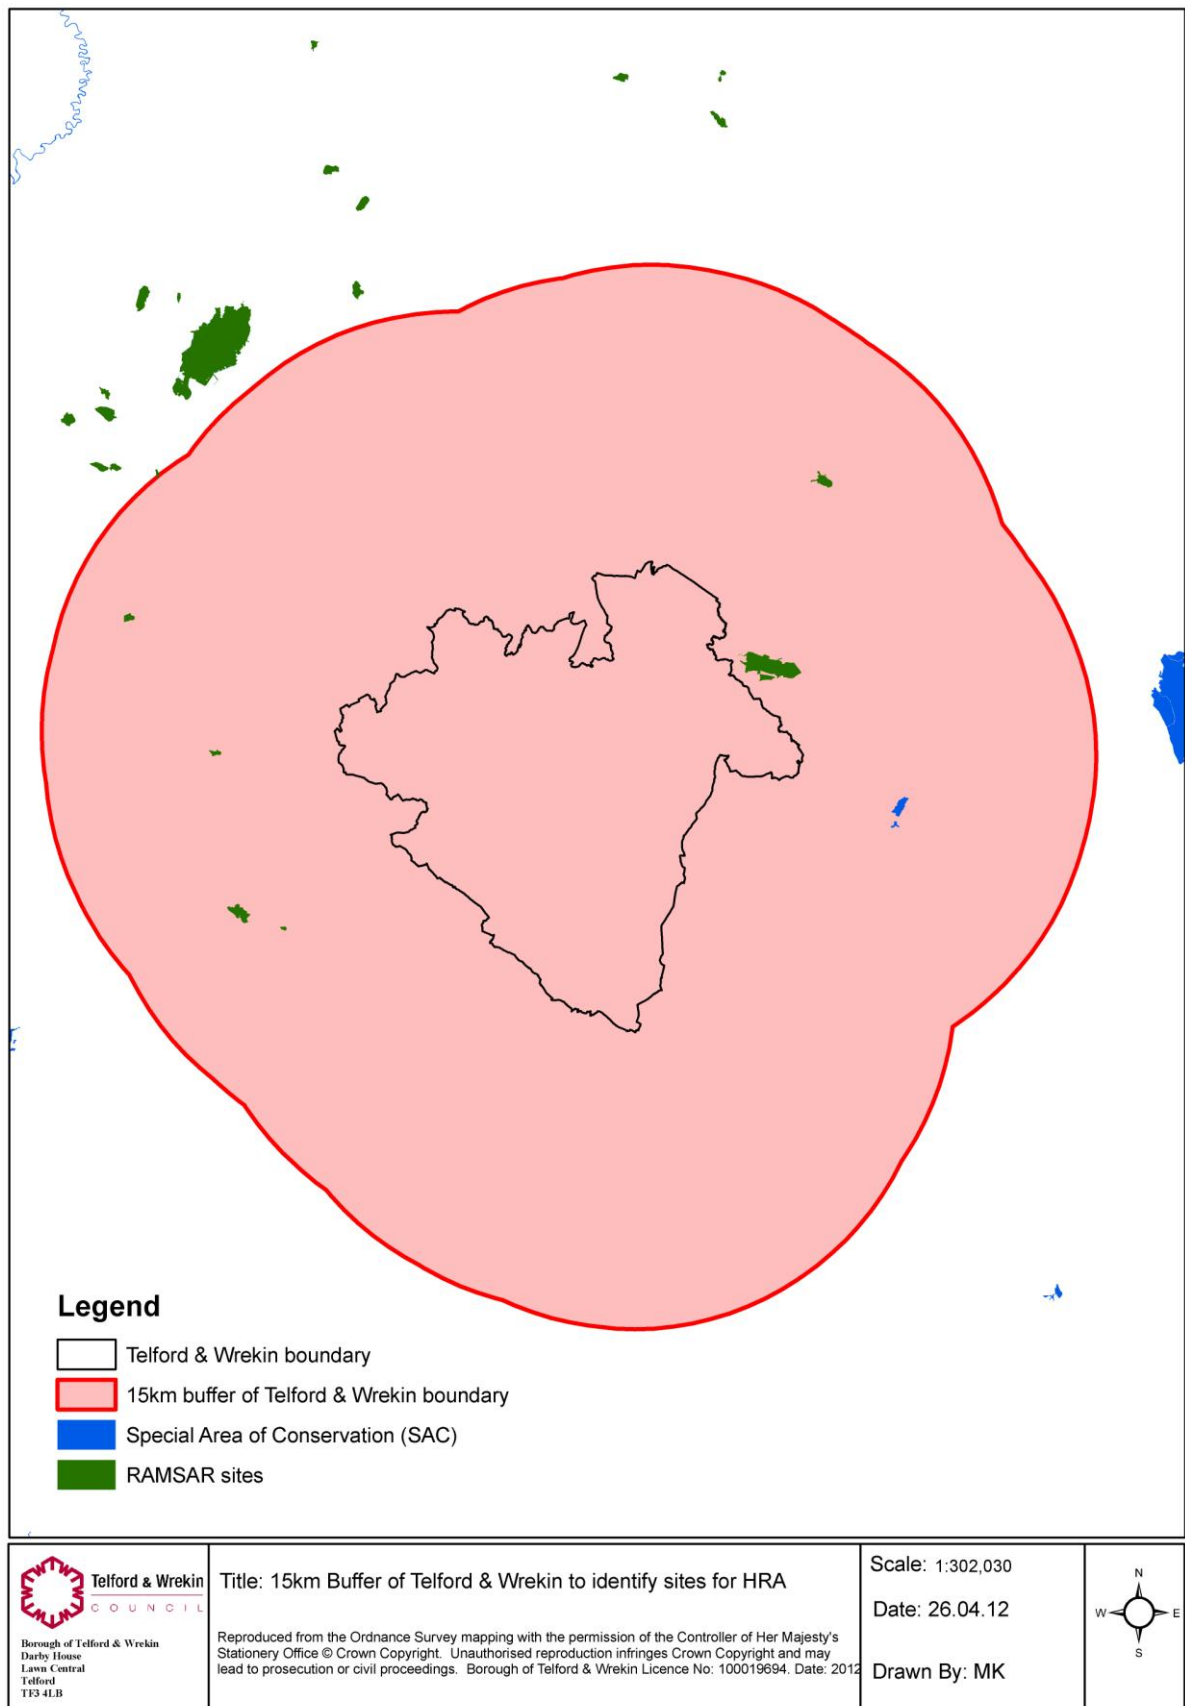 Legend
Telford & Wrekin boundary
15km buffer of Telford & Wrekin boundary
Special Area of Conservation (SAC)
RAMSAR sites
Telford & Wrekin
COUNCIL
Borough of Telford & Wrekin
Darby House
Lawn Central
Telford
TF3 4LB
Title: 15km Buffer of Telford & Wrekin to identify sites for HRA
Reproduced from the Ordnance Survey mapping with the permission of the Controller of Her Majesty's
Stationery Office © Crown Copyright. Unauthorised reproduction infringes Crown Copyright and may
lead to prosecution or civil proceedings. Borough of Telford & Wrekin Licence No: 100019694. Date: 2012
Scale: 1:302,030
Date: 26.04.12
Drawn By: MK
N
W E
S